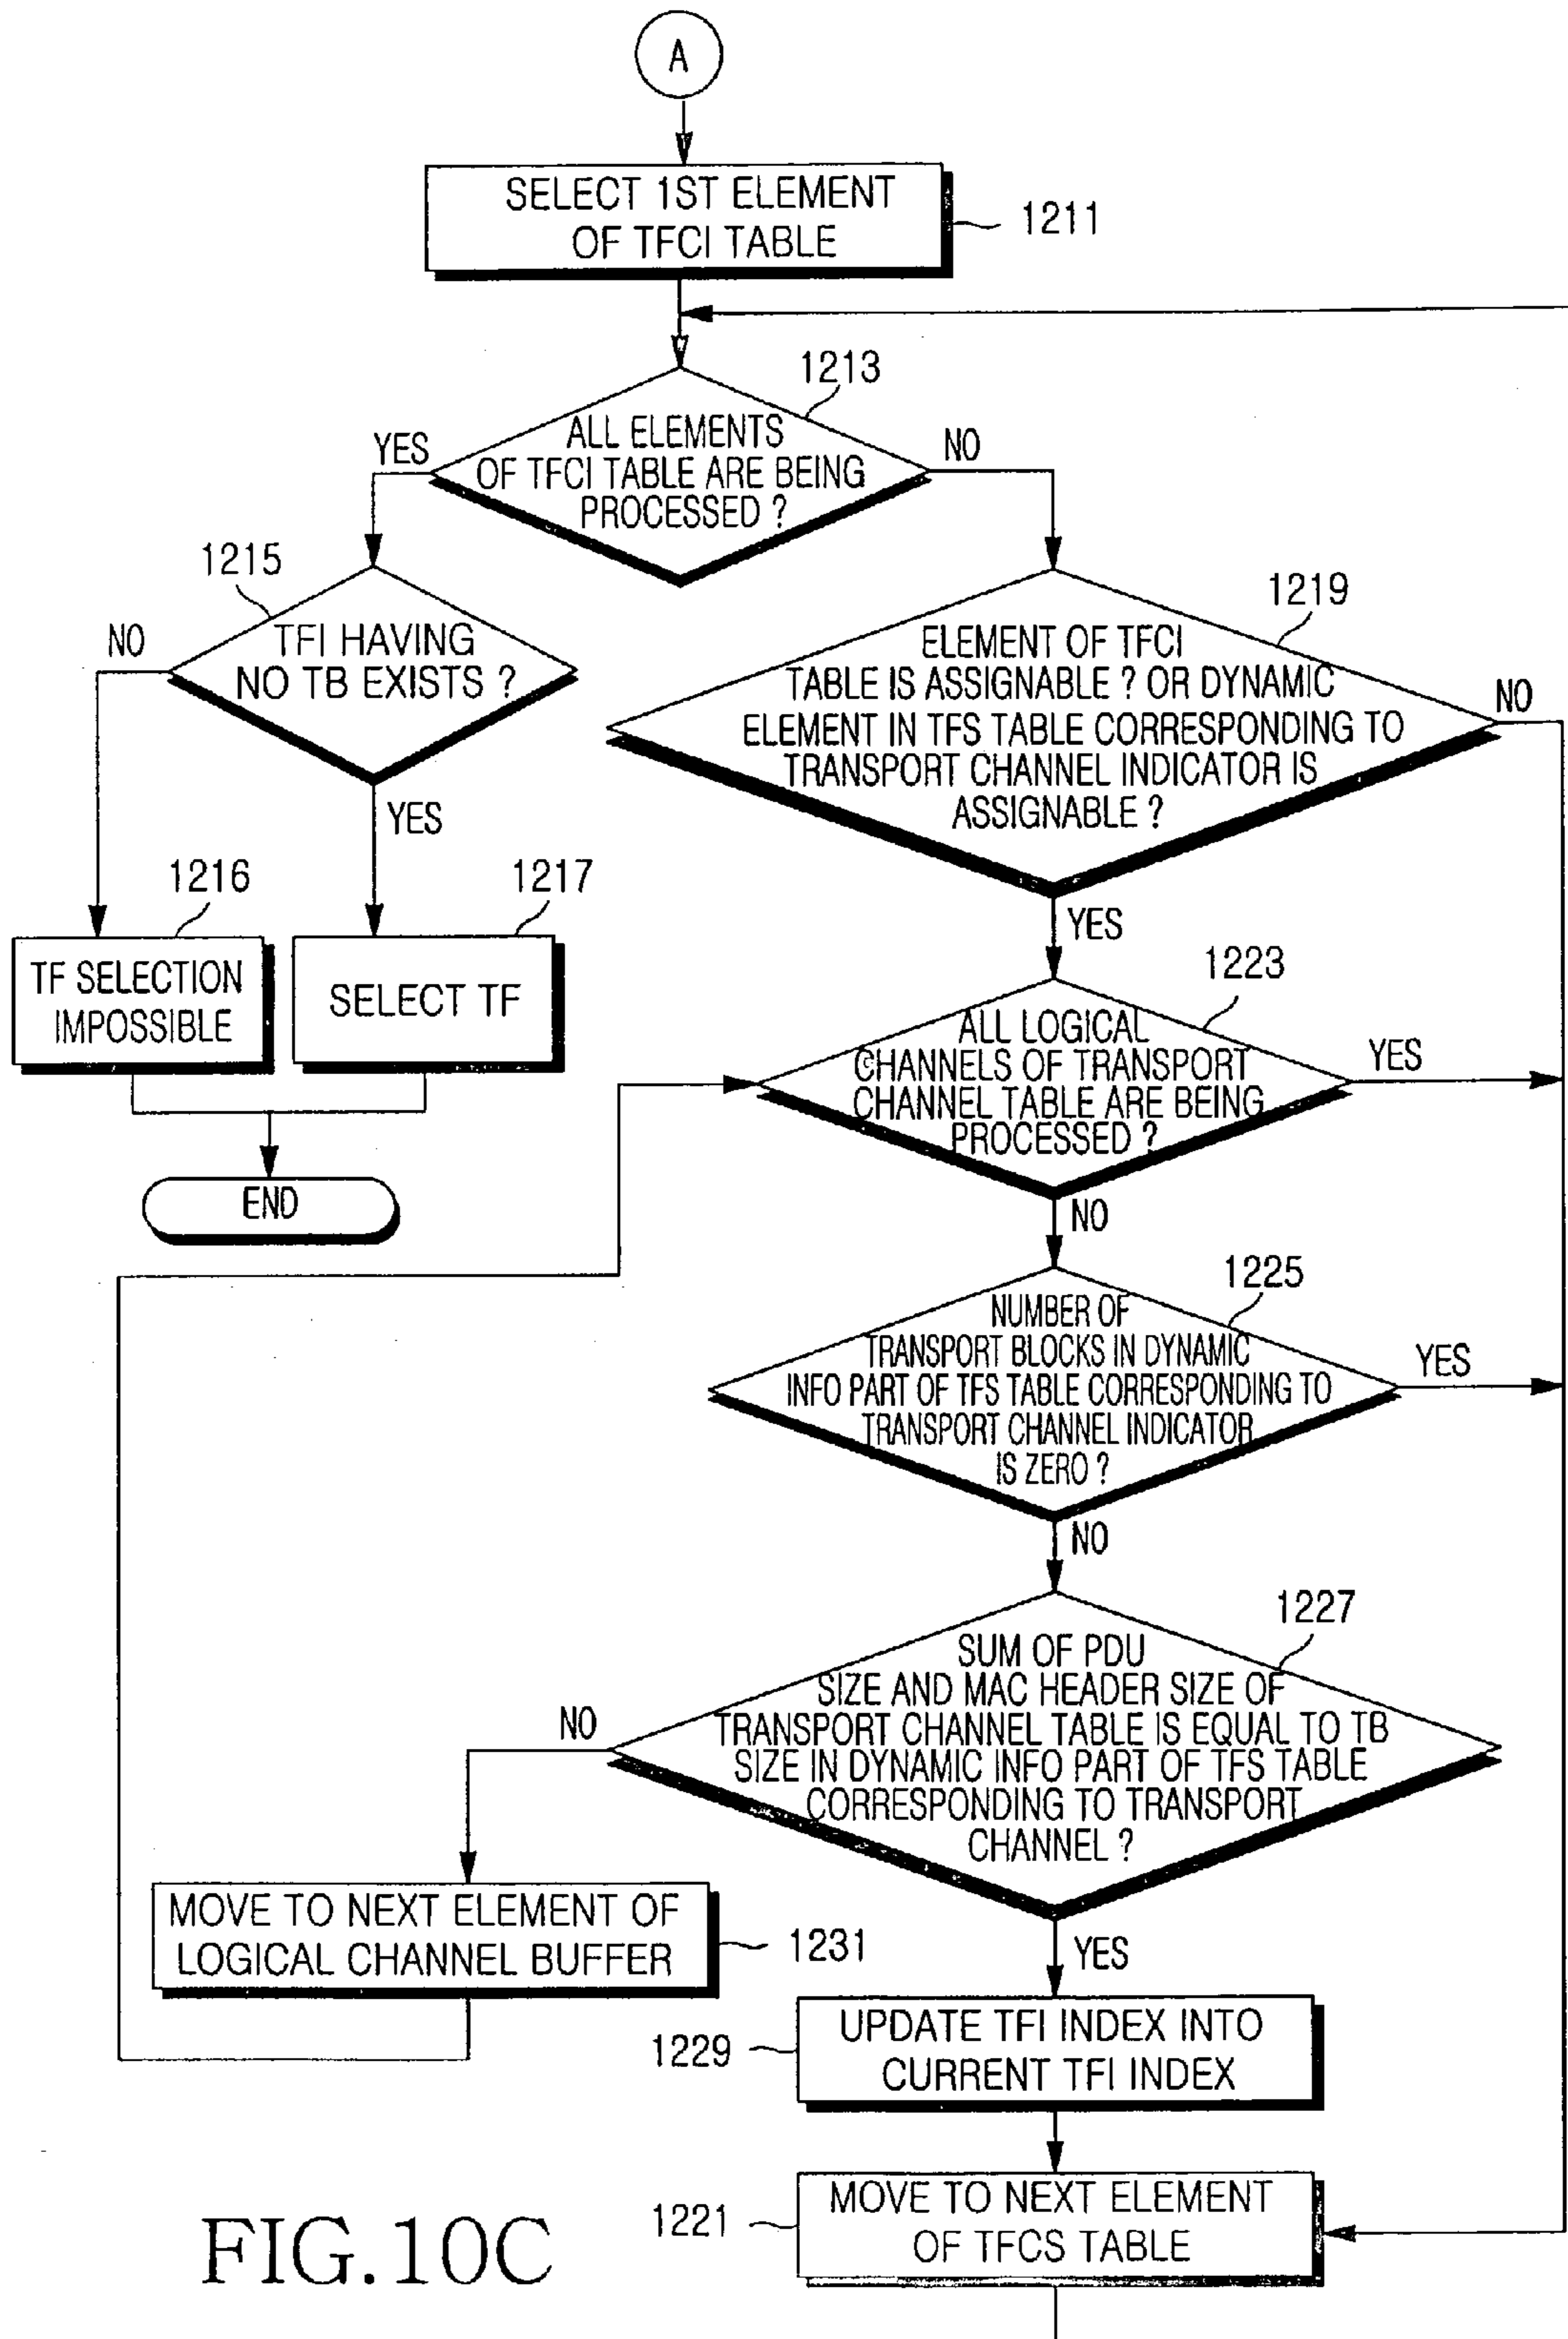 A
SELECT 1ST ELEMENT
OF TFCI TABLE
1211
1213
ALL ELEMENTS
OF TFCI TABLE ARE BEING
PROCESSED ?
YES
NO
1215
TFI HAVING
NO TB EXISTS ?
NO
YES
1219
ELEMENT OF TFCI
TABLE IS ASSIGNABLE ? OR DYNAMIC
ELEMENT IN TFS TABLE CORRESPONDING TO
TRANSPORT CHANNEL INDICATOR IS
ASSIGNABLE ?
NO
YES
1216
TF SELECTION
IMPOSSIBLE
1217
SELECT TF
END
1223
ALL LOGICAL
CHANNELS OF TRANSPORT
CHANNEL TABLE ARE BEING
PROCESSED ?
YES
NO
1225
NUMBER OF
TRANSPORT BLOCKS IN DYNAMIC
INFO PART OF TFS TABLE CORRESPONDING TO
TRANSPORT CHANNEL INDICATOR
IS ZERO ?
YES
NO
1227
SUM OF PDU
SIZE AND MAC HEADER SIZE OF
TRANSPORT CHANNEL TABLE IS EQUAL TO TB
SIZE IN DYNAMIC INFO PART OF TFS TABLE
CORRESPONDING TO TRANSPORT
CHANNEL ?
NO
YES
MOVE TO NEXT ELEMENT OF
LOGICAL CHANNEL BUFFER
1231
1229
UPDATE TFI INDEX INTO
CURRENT TFI INDEX
1221
MOVE TO NEXT ELEMENT
OF TFCS TABLE
FIG.10C